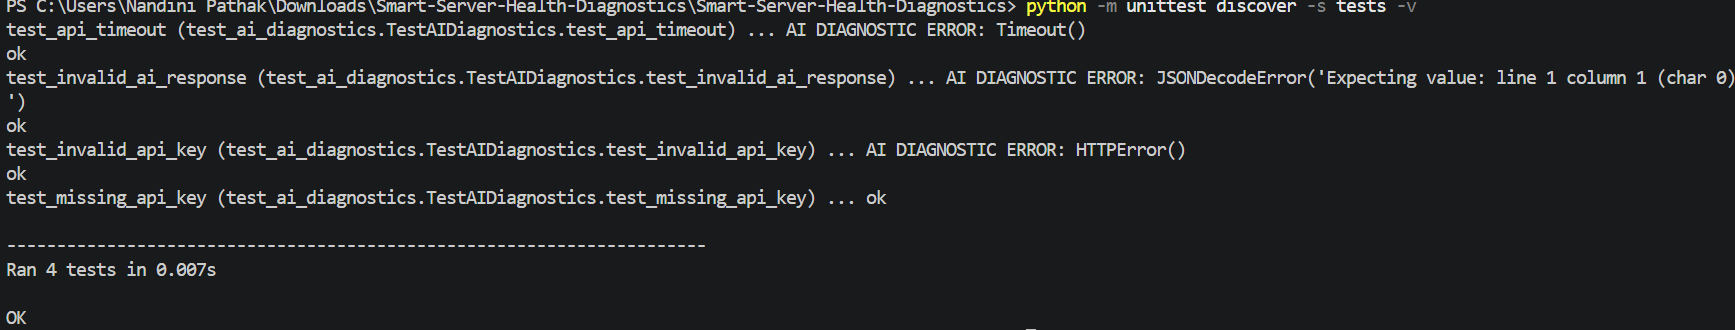 PS C:\Users\Nandini Pathak\Downloads\Smart-Server-Health-Diagnostics\Smart-Server-Health-Diagnostics> python -m unittest discover -s tests -v
test_api_timeout (test_ai_diagnostics.TestAIDiagnostics.test_api_timeout) ... AI DIAGNOSTIC ERROR: Timeout()
ok
test_invalid_ai_response (test_ai_diagnostics.TestAIDiagnostics.test_invalid_ai_response) ... AI DIAGNOSTIC ERROR: JSONDecodeError('Expecting value: line 1 column 1 (char 0)
')
ok
test_invalid_api_key (test_ai_diagnostics.TestAIDiagnostics.test_invalid_api_key) ... AI DIAGNOSTIC ERROR: HTTPError()
ok
test_missing_api_key (test_ai_diagnostics.TestAIDiagnostics.test_missing_api_key) ... ok
----------------------------------------------------------------------
Ran 4 tests in 0.007s
OK